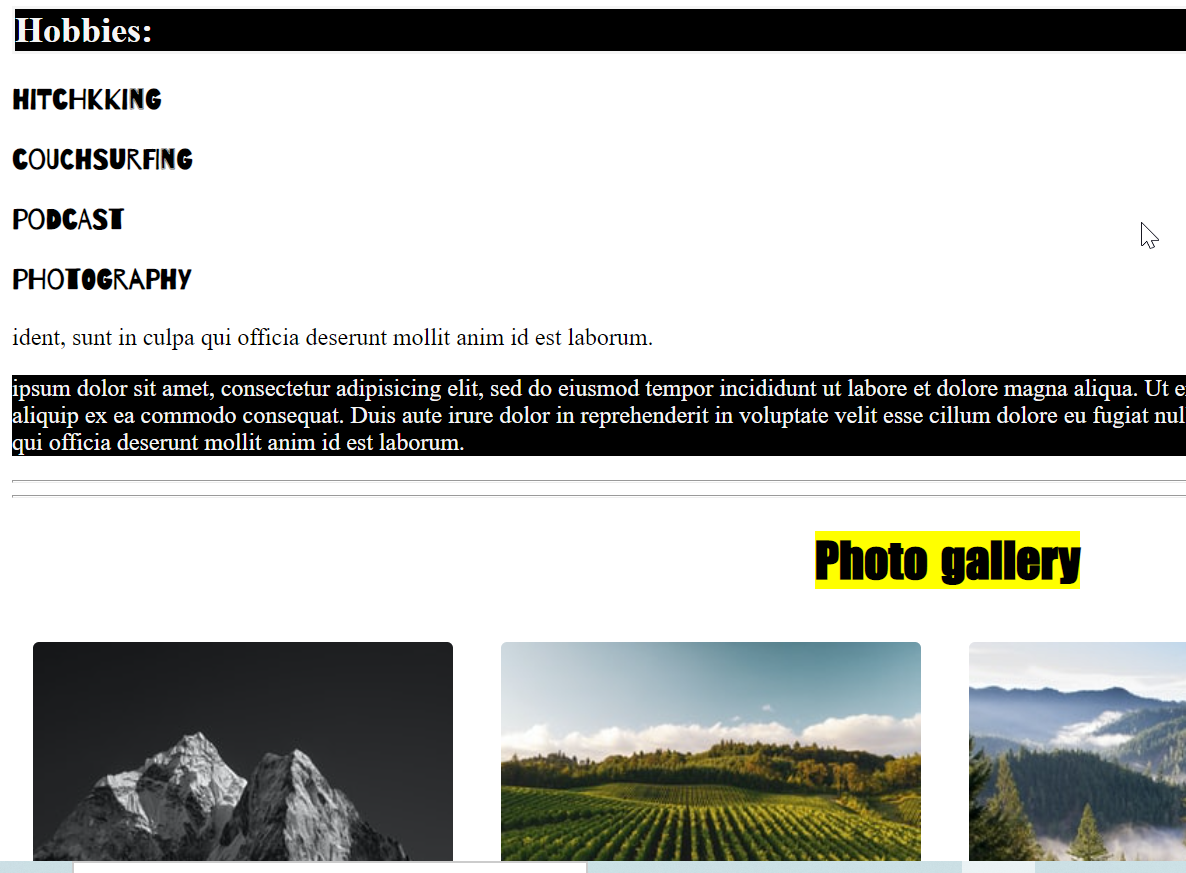 Hobbies:
HITCHKKING
COUCHSURFING
PODCAST
PHOTOGRAPHY
ident, sunt in culpa qui officia deserunt mollit anim id est laborum.
ipsum dolor sit amet, consectetur adipisicing elit, sed do eiusmod tempor incididunt ut labore et dolore magna aliqua. Ut
aliquip ex ea commodo consequat. Duis aute irure dolor in reprehenderit in voluptate velit esse cillum dolore eu fugiat
qui officia deserunt mollit anim id est laborum.
Photo gallery